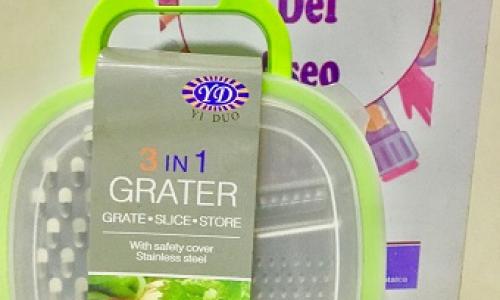 Del
seo
YD
YI DUO
3 IN 1
GRATER
GRATE•SLICE•STORE
With safety cover
Stainless steel